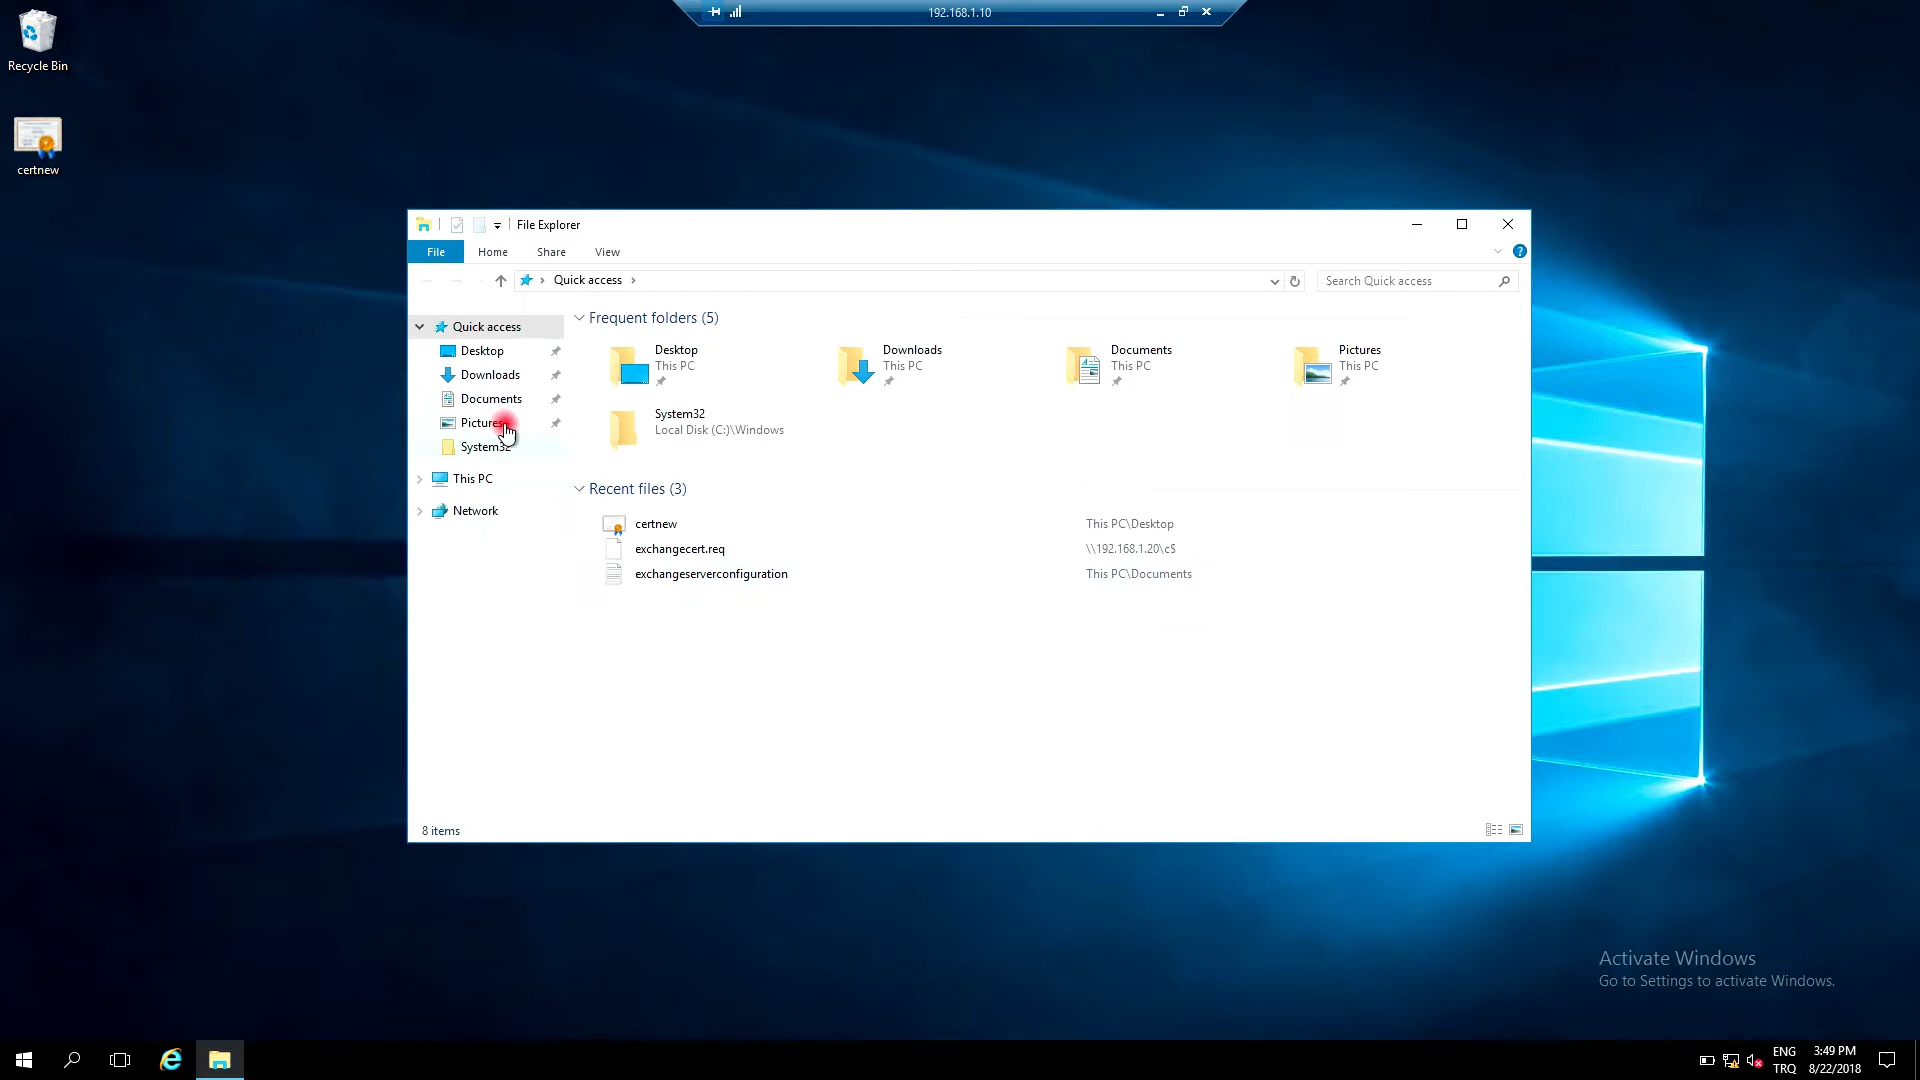 192.168.1.10
Recycle Bin
certnew
File Explorer
File Home Share View
Quick access
Search Quick access
Quick access
Desktop
Downloads
Documents
Pictures
System32
This PC
Network
Frequent folders (5)
Desktop
This PC
Downloads
This PC
Documents
This PC
Pictures
This PC
System32
Local Disk (C:)\Windows
Recent files (3)
certnew This PC\Desktop
exchangecert.req \\192.168.1.20\c$
exchangeserverconfiguration This PC\Documents
8 items
Activate Windows
Go to Settings to activate Windows.
ENG
TRQ
3:49 PM
8/22/2018